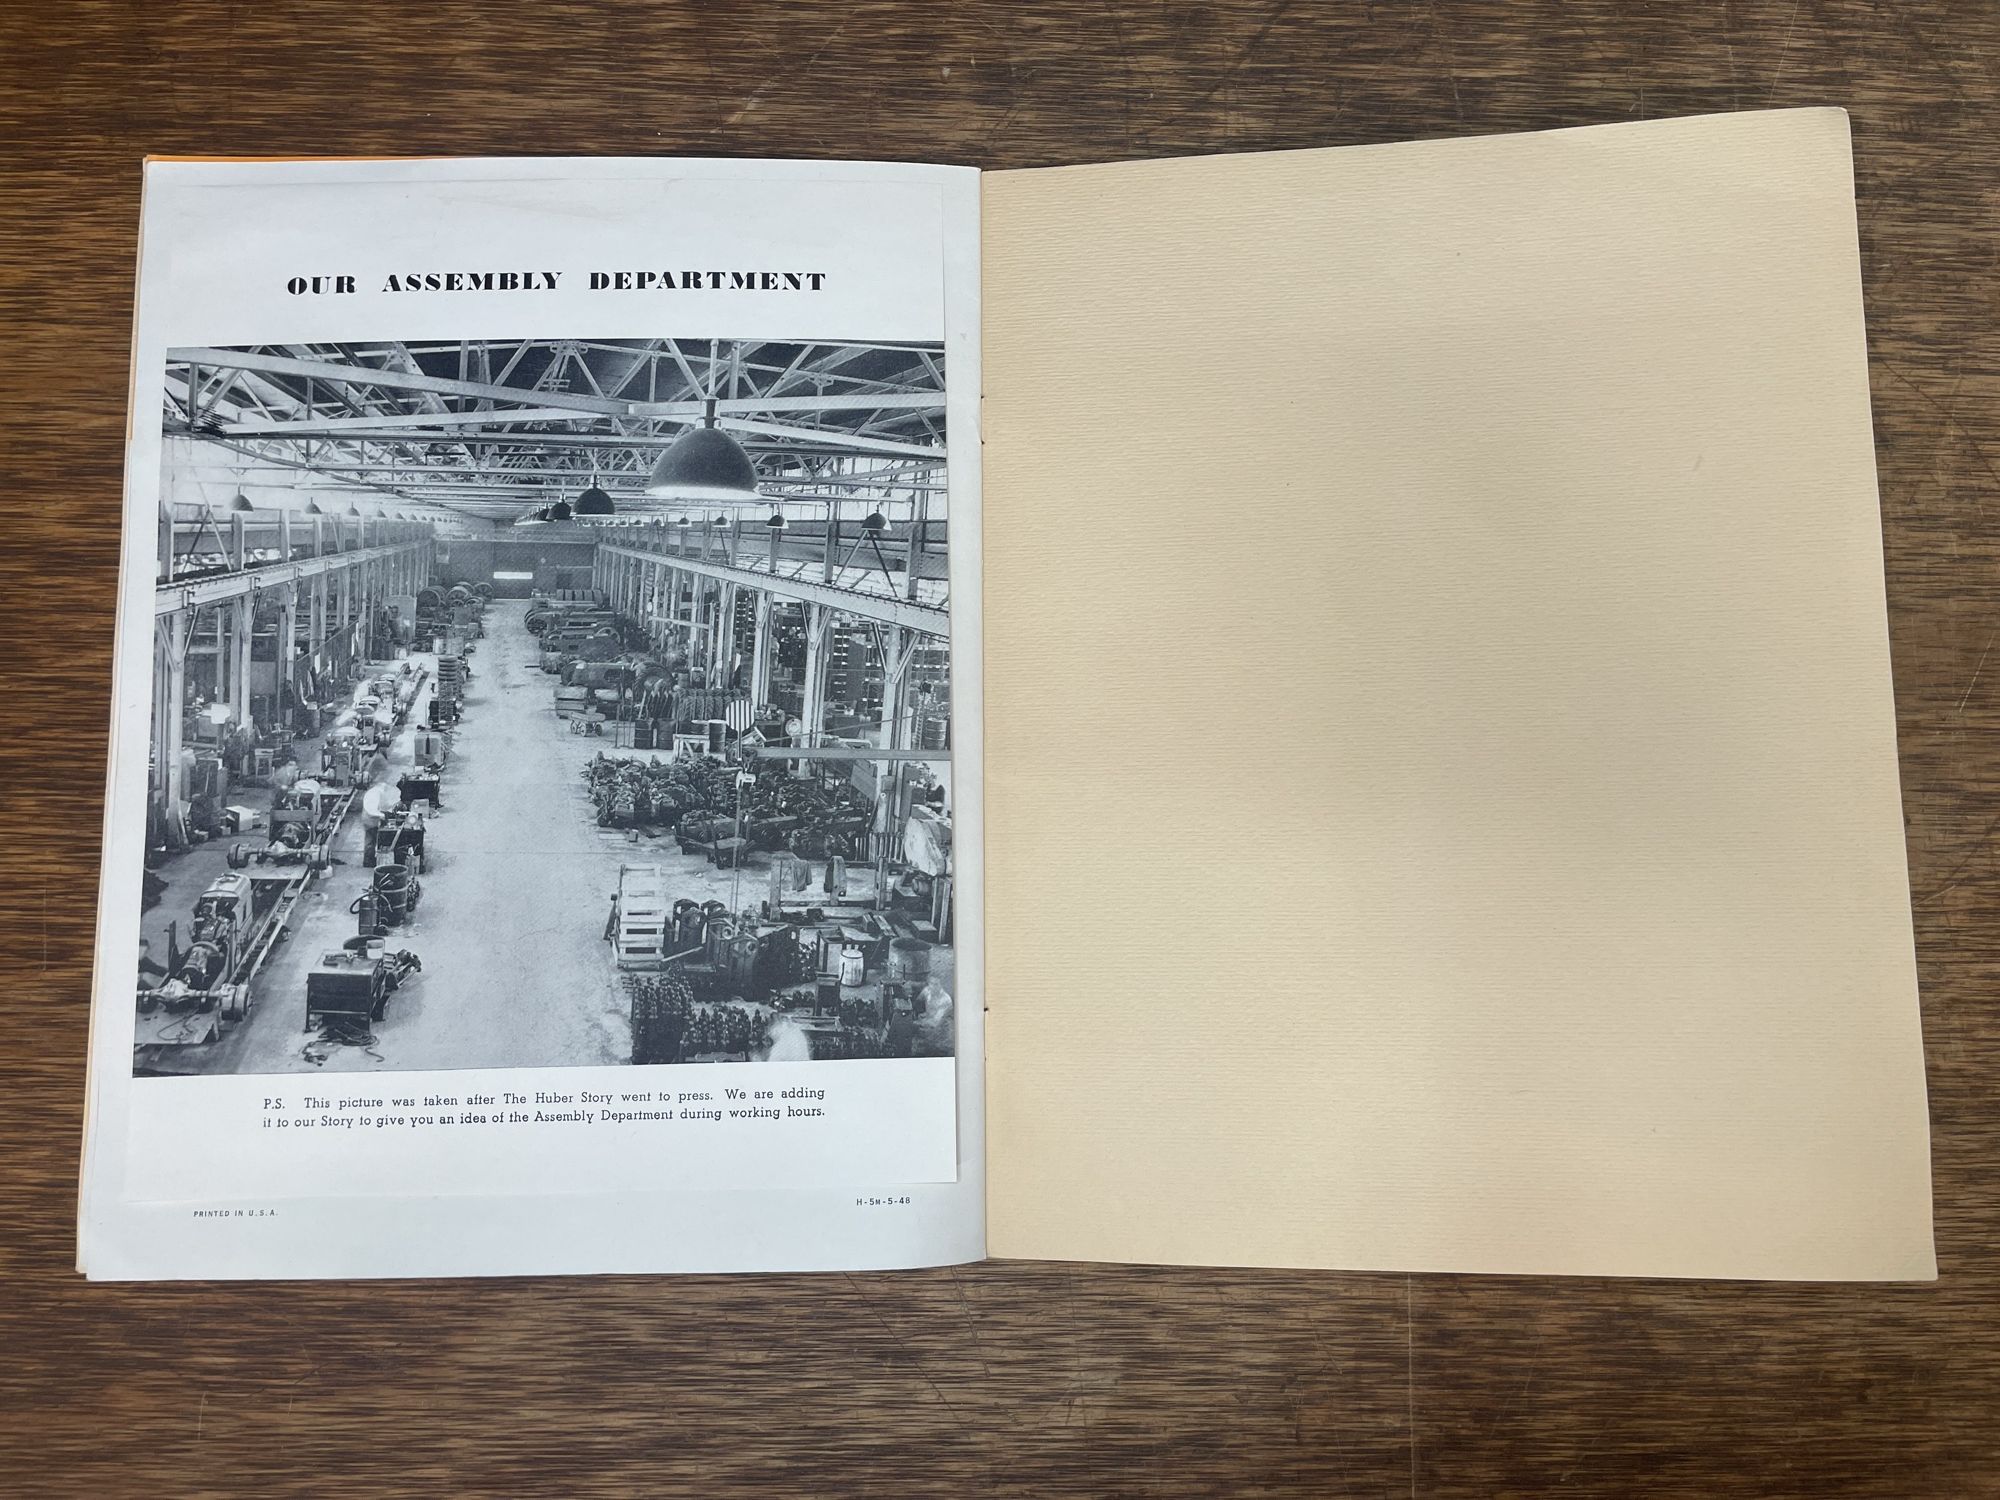 OUR ASSEMBLY DEPARTMENT
P.S. This picture was taken after The Huber Story went to press. We are adding
it to our Story to give you an idea of the Assembly Department during working hours.
PRINTED IN U.S.A.
H-5M-5-48